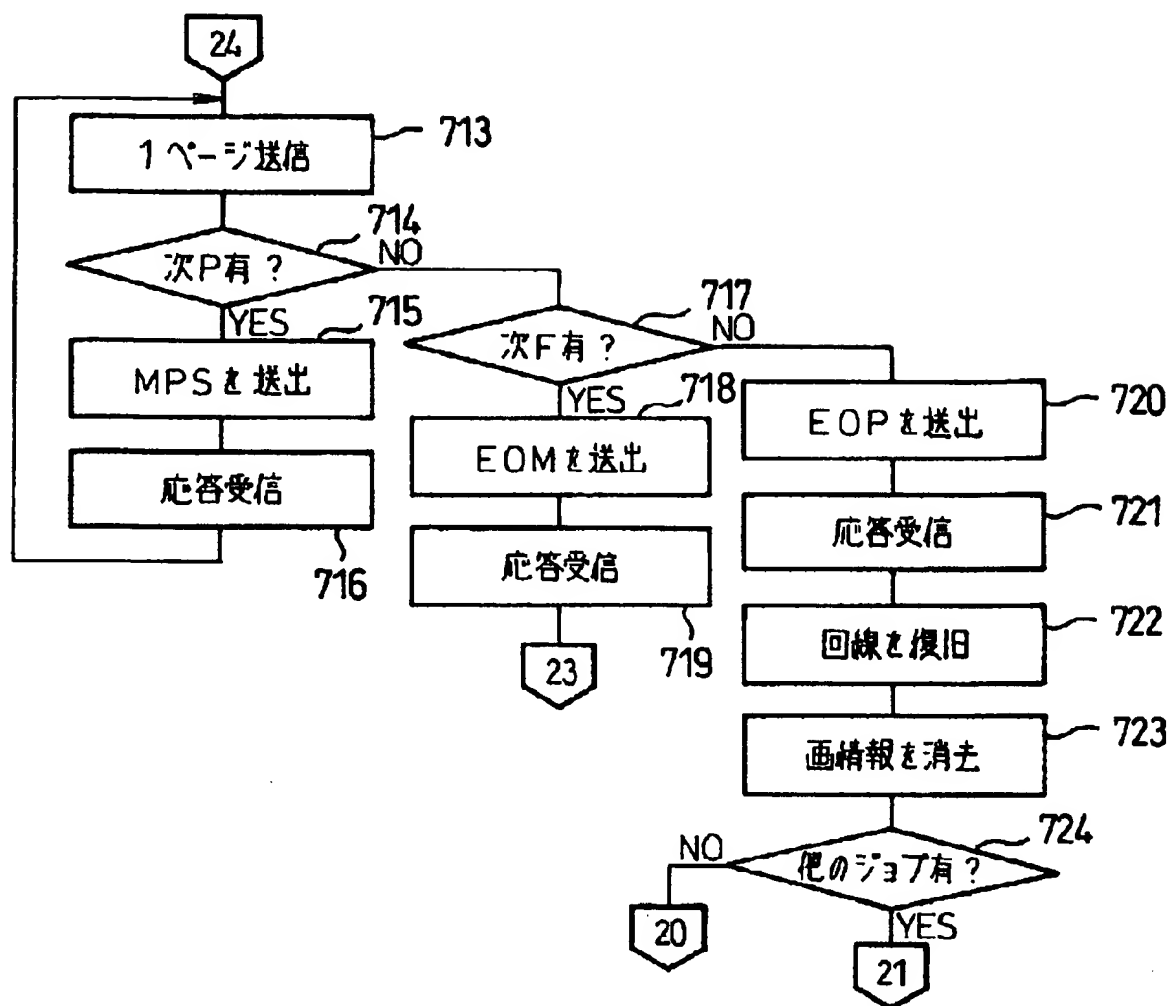 24
1ページ送信
713
次P有?
714
NO
YES
MPSを送出
715
応答受信
716
次F有?
717
NO
YES
EOMを送出
718
応答受信
719
23
EOPを送出
720
応答受信
721
回線を復旧
722
画情報を消去
723
他のジョブ有?
724
NO
20
YES
21